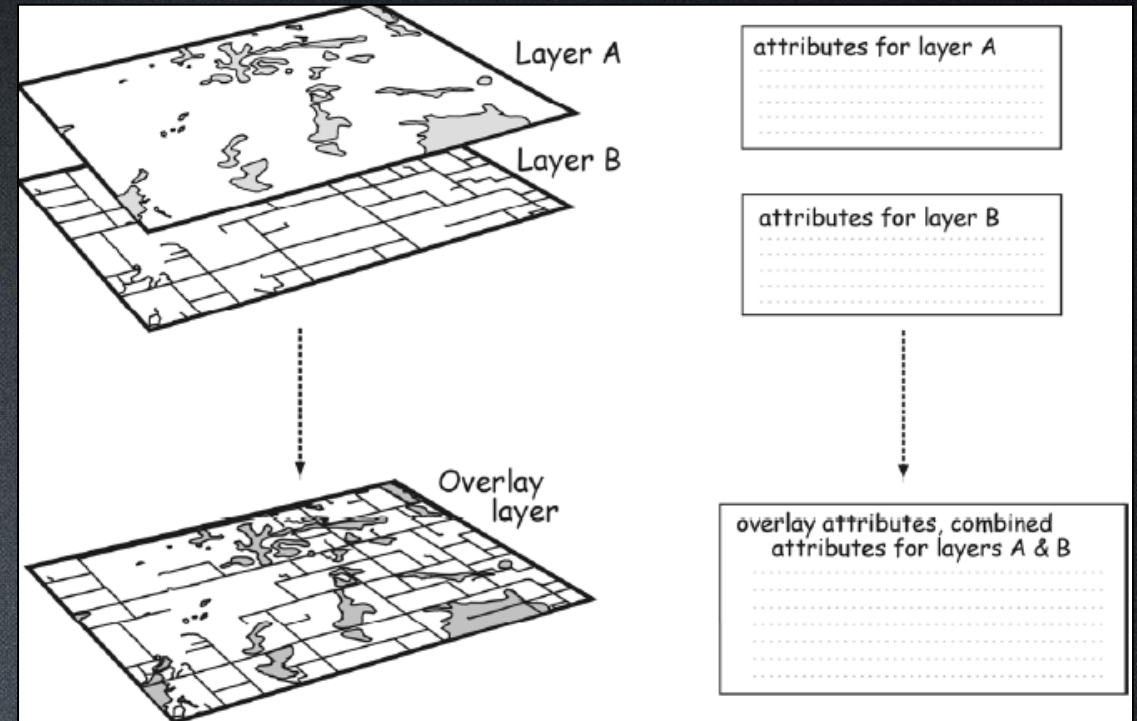 Layer A
Layer B
Overlay
layer
attributes for layer A
attributes for layer B
overlay attributes, combined
attributes for layers A & B